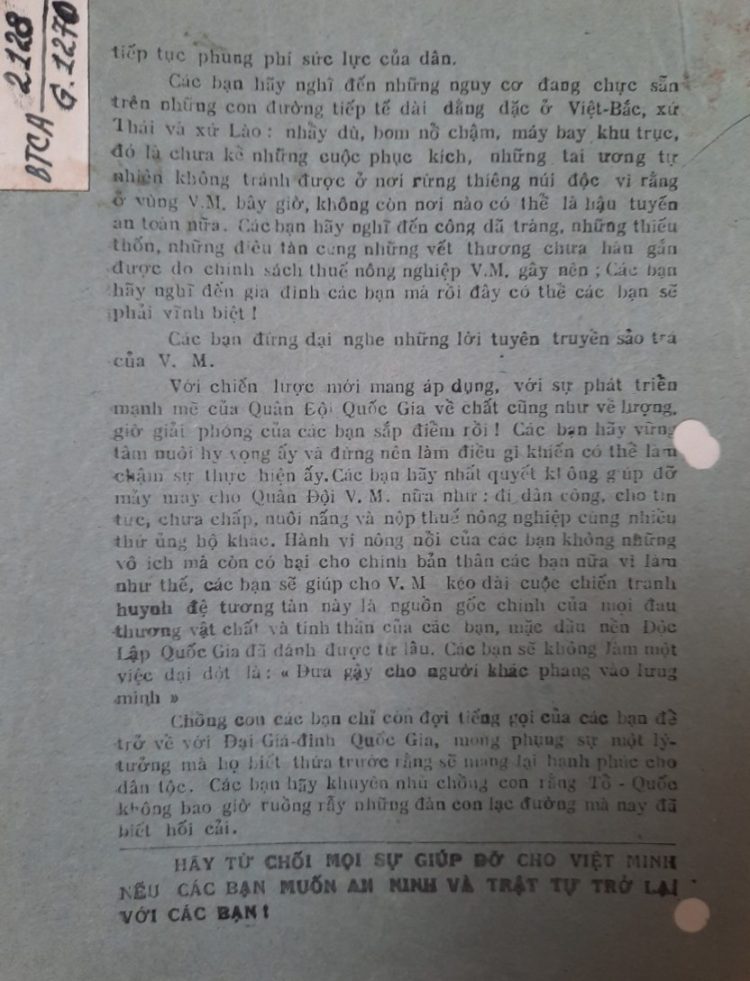 BTCA 2.128
G.1270
tiếp tục phung phí sức lực của dân.
Các bạn hãy nghĩ đến những nguy cơ đang chực sẵn
trên những con đường tiếp tế dài dằng dặc ở Việt-Bắc, xứ
Thái và xứ Lào : nhẩy dù, bom nổ chậm, máy bay khu trục,
đó là chưa kể những cuộc phục kích, những tai ương tự
nhiên không tránh được ở nơi rừng thiêng núi độc vì rằng
ở vùng V.M. bây giờ, không còn nơi nào có thể là hậu tuyến
an toàn nữa. Các bạn hãy nghĩ đến công dã tràng, những thiếu
thốn, những điêu tàn cùng những vết thương chưa hàn gắn
được do chính sách thuế nông nghiệp V.M. gây nên ; Các bạn
hãy nghĩ đến gia đình các bạn mà rồi đây có thể các bạn sẽ
phải vĩnh biệt !
Các bạn đừng dại nghe những lời tuyên truyền sảo trá
của V. M.
Với chiến lược mới mang áp dụng, với sự phát triển
mạnh mẽ của Quân Đội Quốc Gia về chất cũng như về lượng,
giờ giải phóng của các bạn sắp điểm rồi ! Các bạn hãy vững
tâm nuôi hy vọng ấy và đừng nên làm điều gì khiến có thể làm
chậm sự thực hiện ấy. Các bạn hãy nhất quyết không giúp đỡ
mảy may cho Quân Đội V. M. nữa như : đi dân công, cho tin
tức, chưa chấp, nuôi nấng và nộp thuế nông nghiệp cùng nhiều
thứ ủng hộ khác. Hành vi nông nổi của các bạn không những
vô ích mà còn có hại cho chính bản thân các bạn nữa vì làm
như thế, các bạn sẽ giúp cho V. M kéo dài cuộc chiến tranh
huynh đệ tương tàn này là nguồn gốc chính của mọi đau
thương vật chất và tinh thần của các bạn, mặc dầu nền Độc
Lập Quốc Gia đã dành được từ lâu. Các bạn sẽ không làm một
việc dại dột là : « Đưa gậy cho người khác phang vào lưng
mình »
Chồng con các bạn chỉ còn đợi tiếng gọi của các bạn để
trở về với Đại Giá-đình Quốc Gia, mong phụng sự một lý-
tưởng mà họ biết thừa trước rằng sẽ mang lại hạnh phúc cho
dân tộc. Các bạn hãy khuyên nhủ chồng con rằng Tổ - Quốc
không bao giờ ruồng rẫy những đàn con lạc đường mà nay đã
biết hối cải.
HÃY TỪ CHỐI MỌI SỰ GIÚP ĐỠ CHO VIỆT MINH
NẾU CÁC BẠN MUỐN AN NINH VÀ TRẬT TỰ TRỞ LẠI
VỚI CÁC BẠN !